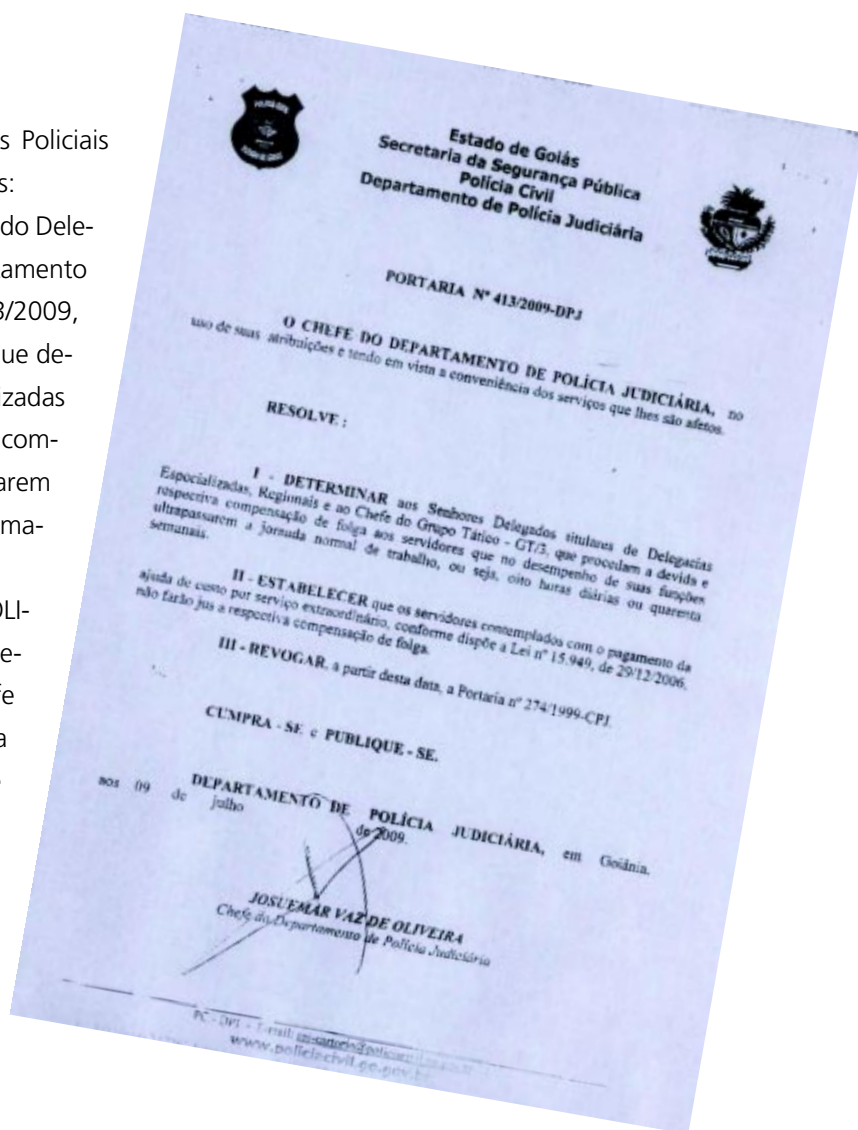 s Policiais
s:
do Dele-
tamento
3/2009,
ue de-
izadas
com-
arem
ma-
OLI-
e-
fe
a
Estado de Goiás
Secretaria da Segurança Pública
Polícia Civil
Departamento de Polícia Judiciária
PORTARIA Nº 413/2009-DPJ
O CHEFE DO DEPARTAMENTO DE POLÍCIA JUDICIÁRIA, no
uso de suas atribuições e tendo em vista a conveniência dos serviços que lhes são afetos.
RESOLVE :
I - DETERMINAR aos Senhores Delegados titulares de Delegacias
Especializadas, Regionais e ao Chefe do Grupo Tático - GT/3, que procedam a devida e
respectiva compensação de folga aos servidores que no desempenho de suas funções
ultrapassarem a jornada normal de trabalho, ou seja, oito horas diárias ou quarenta
semanais.
II - ESTABELECER que os servidores contemplados com o pagamento da
ajuda de custo por serviço extraordinário, conforme dispõe a Lei nº 15.949, de 29/12/2006,
não farão jus a respectiva compensação de folga.
III - REVOGAR, a partir desta data, a Portaria nº 274/1999-CPJ.
CUMPRA - SE e PUBLIQUE - SE.
DEPARTAMENTO DE POLÍCIA JUDICIÁRIA, em Goiânia,
aos 09 de julho de 2009.
JOSUEMAR VAZ DE OLIVEIRA
Chefe do Departamento de Polícia Judiciária
PC - DPJ - E-mail:
www.policiacivil.go.gov.br